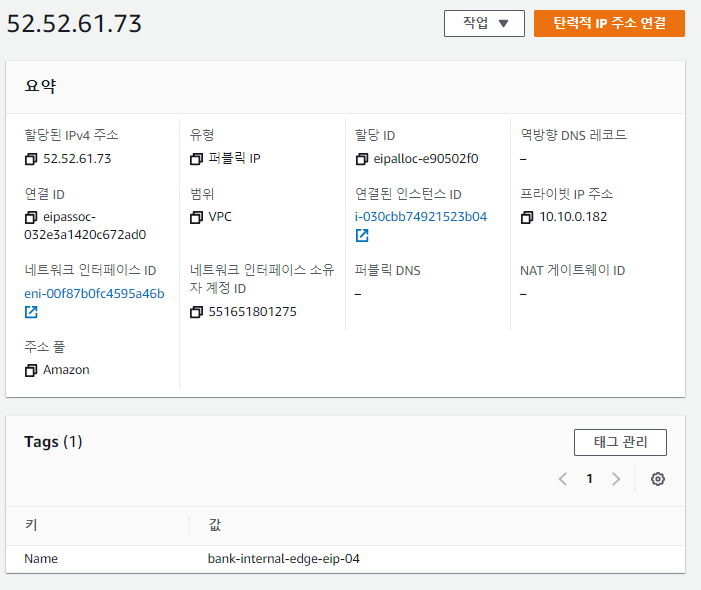 52.52.61.73
작업
탄력적 IP 주소 연결
요약
할당된 IPv4 주소
52.52.61.73
유형
퍼블릭 IP
할당 ID
eipalloc-e90502f0
역방향 DNS 레코드
–
연결 ID
eipassoc-
032e3a1420c672ad0
범위
VPC
연결된 인스턴스 ID
i-030cbb74921523b04
프라이빗 IP 주소
10.10.0.182
네트워크 인터페이스 ID
eni-00f87b0fc4595a46b
네트워크 인터페이스 소유
자 계정 ID
551651801275
퍼블릭 DNS
–
NAT 게이트웨이 ID
–
주소 풀
Amazon
Tags (1)
태그 관리
1
키
값
Name
bank-internal-edge-eip-04